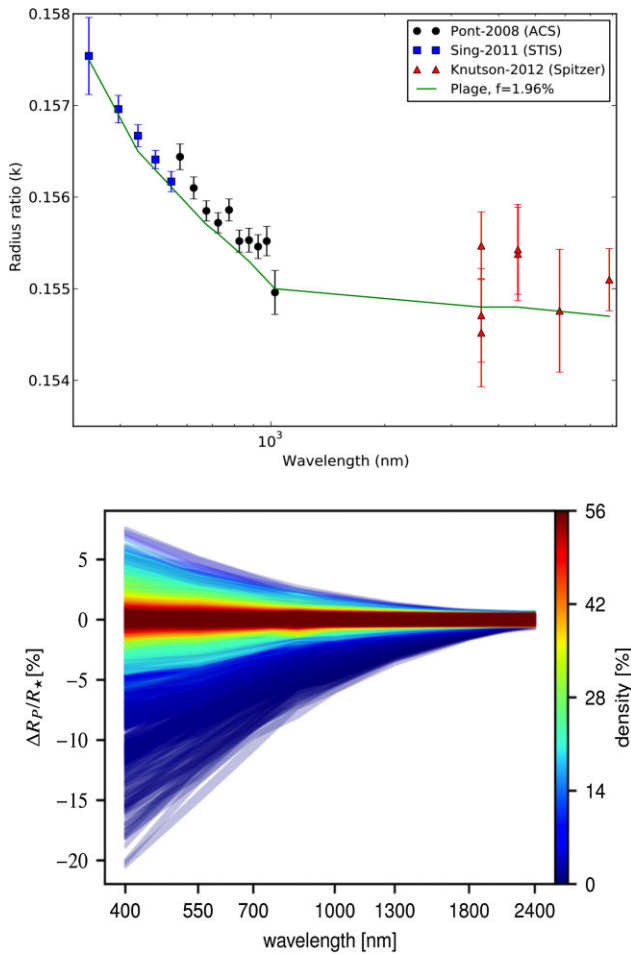 0.158
0.157
0.156
0.155
0.154
Radius ratio (k)
Pont-2008 (ACS)
Sing-2011 (STIS)
Knutson-2012 (Spitzer)
Plage, f=1.96%
10³
Wavelength (nm)
5
0
−5
−10
−15
−20
ΔR_P/R_⋆[%]
400 550 700 1000 1300 1800 2400
wavelength [nm]
56
42
28
14
0
density [%]